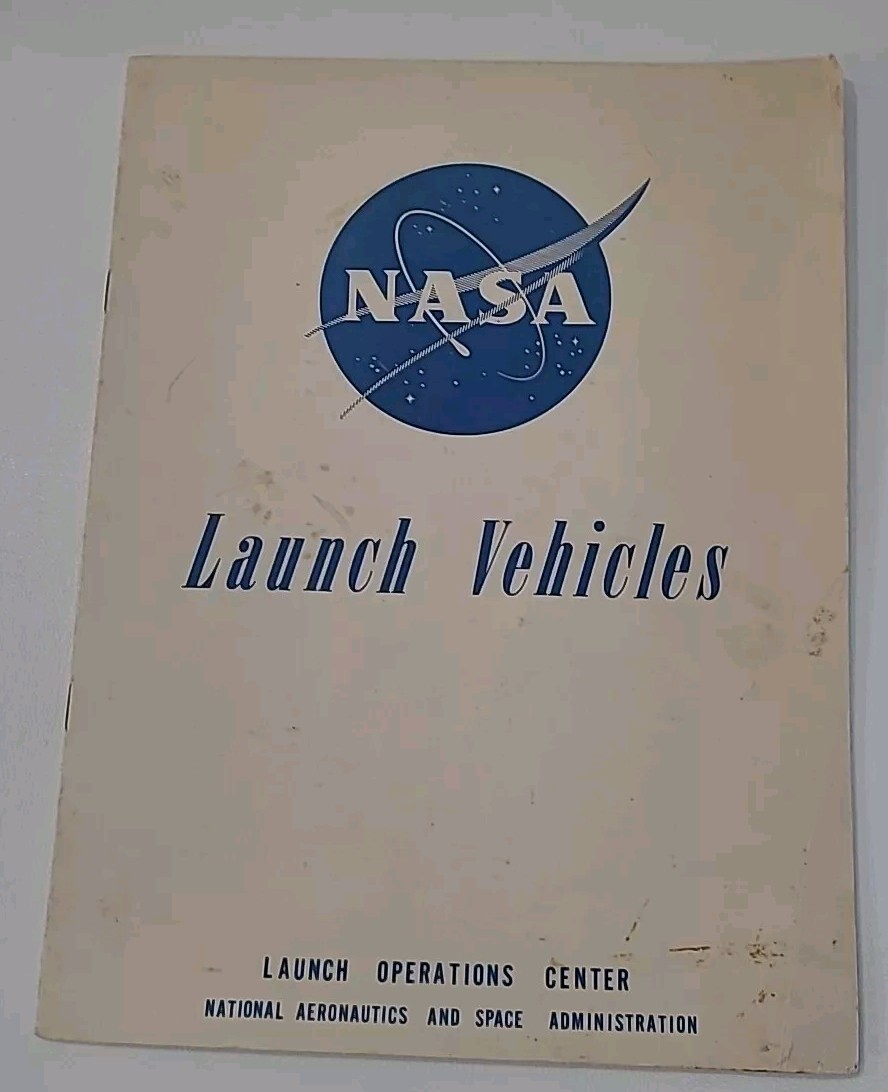 NASA
Launch Vehicles
LAUNCH OPERATIONS CENTER
NATIONAL AERONAUTICS AND SPACE ADMINISTRATION